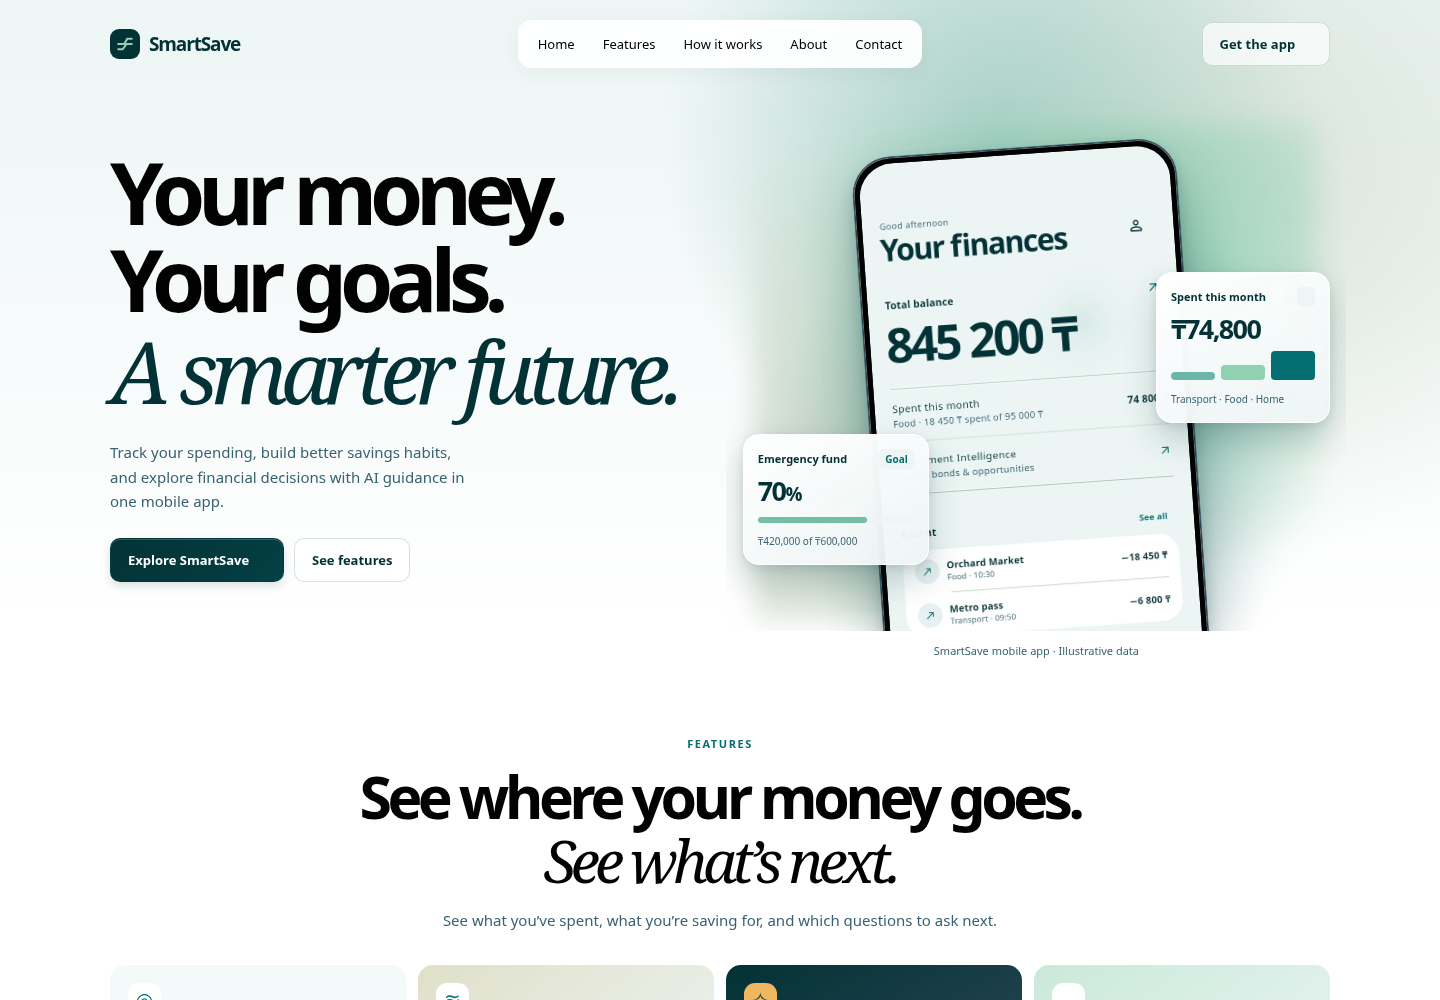 SmartSave
Home
Features
How it works
About
Contact
Get the app
Your money.
Your goals.
A smarter future.
Track your spending, build better savings habits,
and explore financial decisions with AI guidance in
one mobile app.
Explore SmartSave
See features
Good afternoon
Your finances
Total balance
845 200 ₸
Spent this month
Food · 18 450 ₸ spent of 95 000 ₸
74 800
Intelligence
bonds & opportunities
See all
Orchard Market
Food · 10:30
−18 450 ₸
Metro pass
Transport · 09:50
−6 800 ₸
Spent this month
₸74,800
Transport · Food · Home
Emergency fund
Goal
70%
₸420,000 of ₸600,000
SmartSave mobile app · Illustrative data
FEATURES
See where your money goes.
See what’s next.
See what you’ve spent, what you’re saving for, and which questions to ask next.